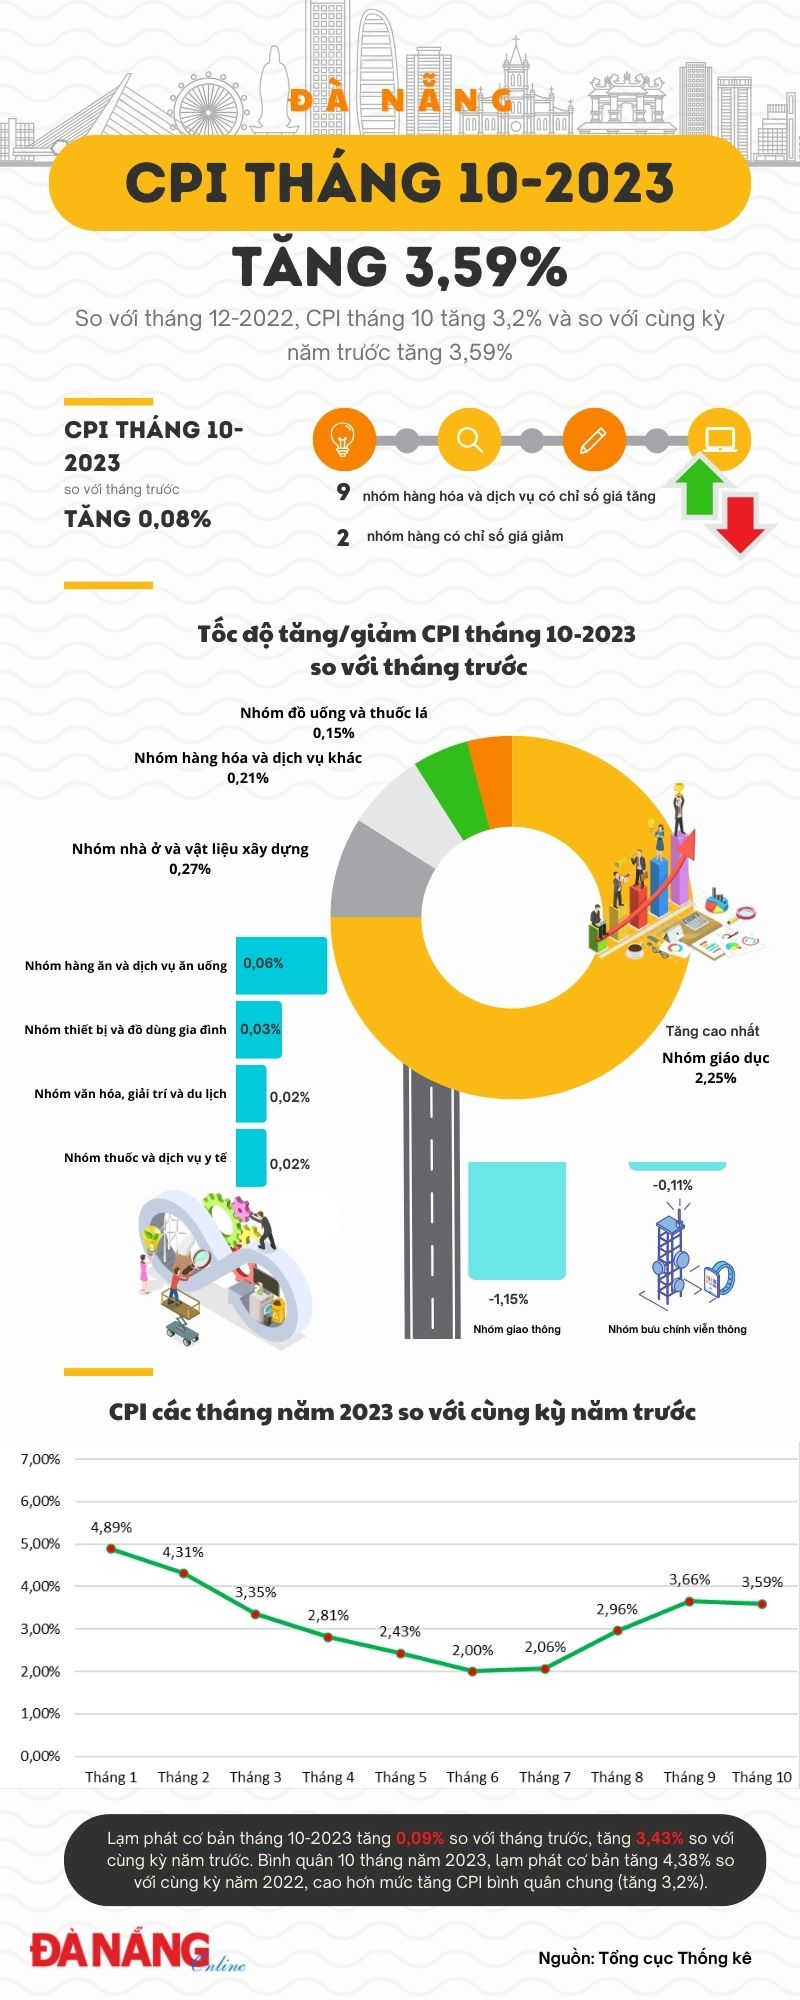 ĐÀ NẴNG
CPI THÁNG 10-2023
TĂNG 3,59%
So với tháng 12-2022, CPI tháng 10 tăng 3,2% và so với cùng kỳ
năm trước tăng 3,59%
CPI THÁNG 10-
2023
so với tháng trước
TĂNG 0,08%
9 nhóm hàng hóa và dịch vụ có chỉ số giá tăng
2 nhóm hàng có chỉ số giá giảm
Tốc độ tăng/giảm CPI tháng 10-2023
so với tháng trước
Nhóm đồ uống và thuốc lá
0,15%
Nhóm hàng hóa và dịch vụ khác
0,21%
Nhóm nhà ở và vật liệu xây dựng
0,27%
Nhóm hàng ăn và dịch vụ ăn uống 0,06%
Nhóm thiết bị và đồ dùng gia đình 0,03%
Nhóm văn hóa, giải trí và du lịch 0,02%
Nhóm thuốc và dịch vụ y tế 0,02%
Tăng cao nhất
Nhóm giáo dục
2,25%
-1,15%
Nhóm giao thông
-0,11%
Nhóm bưu chính viễn thông
CPI các tháng năm 2023 so với cùng kỳ năm trước
7,00%
6,00%
5,00%
4,00%
3,00%
2,00%
1,00%
0,00%
4,89%
4,31%
3,35%
2,81%
2,43%
2,00%
2,06%
2,96%
3,66%
3,59%
Tháng 1 Tháng 2 Tháng 3 Tháng 4 Tháng 5 Tháng 6 Tháng 7 Tháng 8 Tháng 9 Tháng 10
Lạm phát cơ bản tháng 10-2023 tăng 0,09% so với tháng trước, tăng 3,43% so với
cùng kỳ năm trước. Bình quân 10 tháng năm 2023, lạm phát cơ bản tăng 4,38% so
với cùng kỳ năm 2022, cao hơn mức tăng CPI bình quân chung (tăng 3,2%).
ĐÀ NẴNG Online
Nguồn: Tổng cục Thống kê